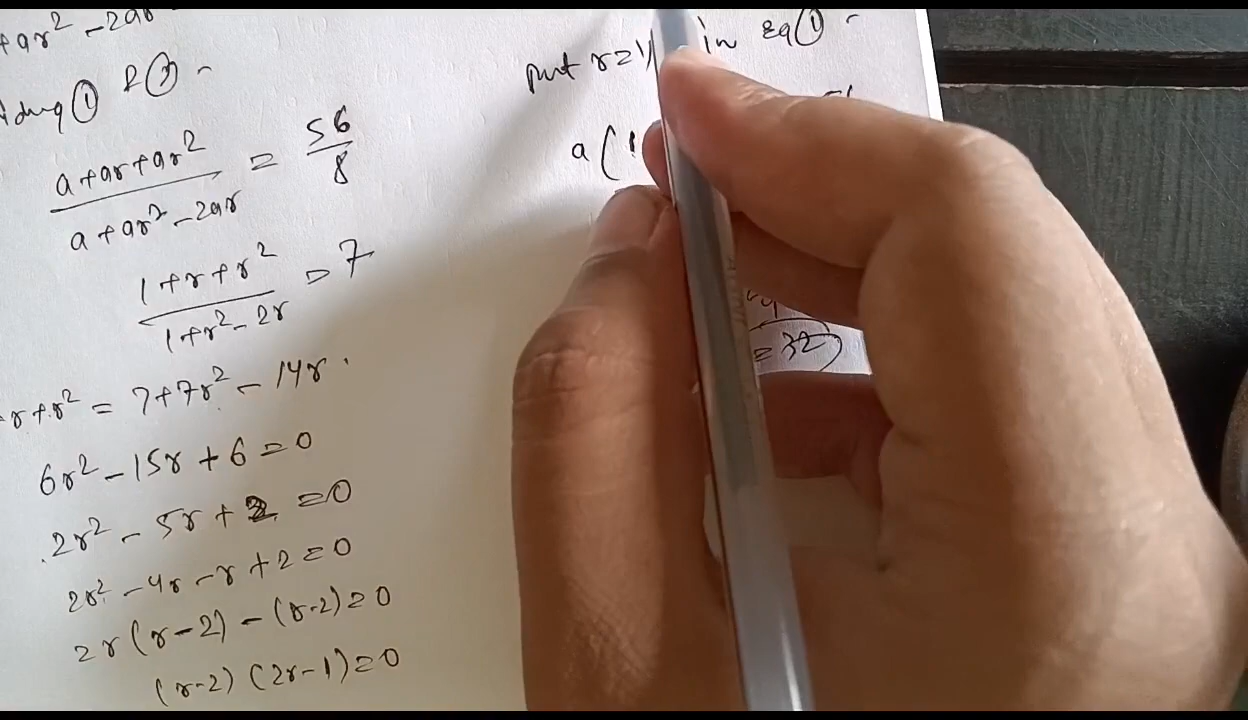 +ar² - 2ar
① & ②
a + ar + ar² / a + ar² - 2ar = 56/8
1 + r + r² / 1 + r² - 2r = 7
r + r² = 7 + 7r² - 14r
6r² - 15r + 6 = 0
2r² - 5r + 2 = 0
2r² - 4r - r + 2 = 0
2r(r-2) - (r-2) = 0
(r-2) (2r-1) = 0
put r = in eq ①
a(1
= 32